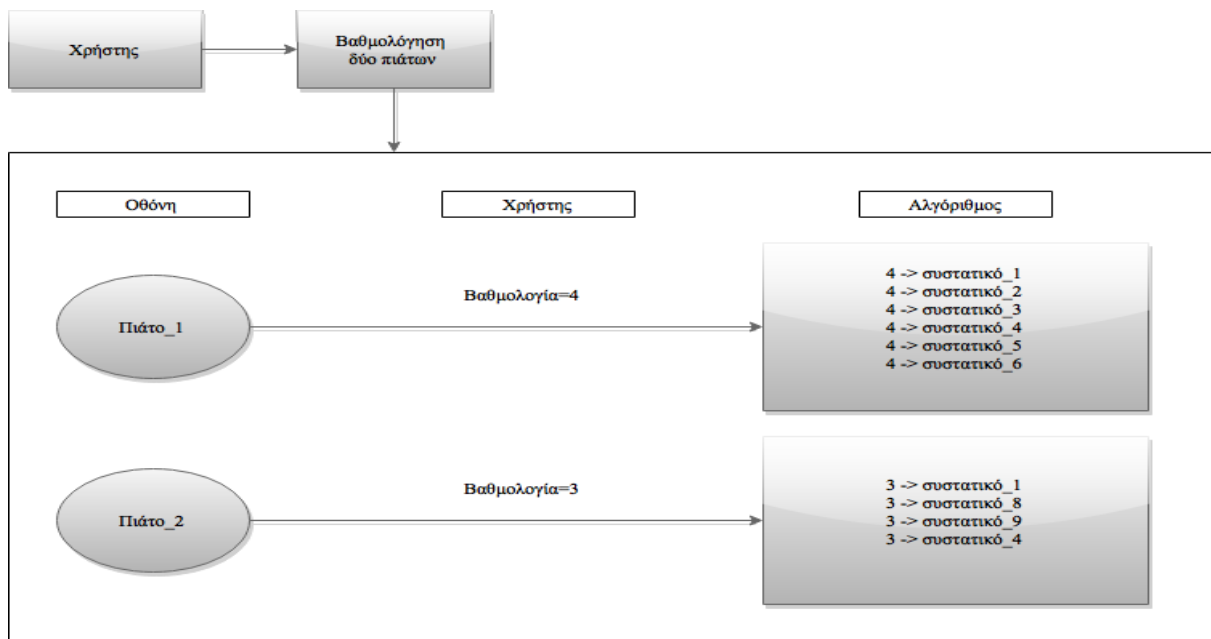 Χρήστης
Βαθμολόγηση
δύο πιάτων
Οθόνη
Χρήστης
Αλγόριθμος
Πιάτο_1
Βαθμολογία=4
4 -> συστατικό_1
4 -> συστατικό_2
4 -> συστατικό_3
4 -> συστατικό_4
4 -> συστατικό_5
4 -> συστατικό_6
Πιάτο_2
Βαθμολογία=3
3 -> συστατικό_1
3 -> συστατικό_8
3 -> συστατικό_9
3 -> συστατικό_4